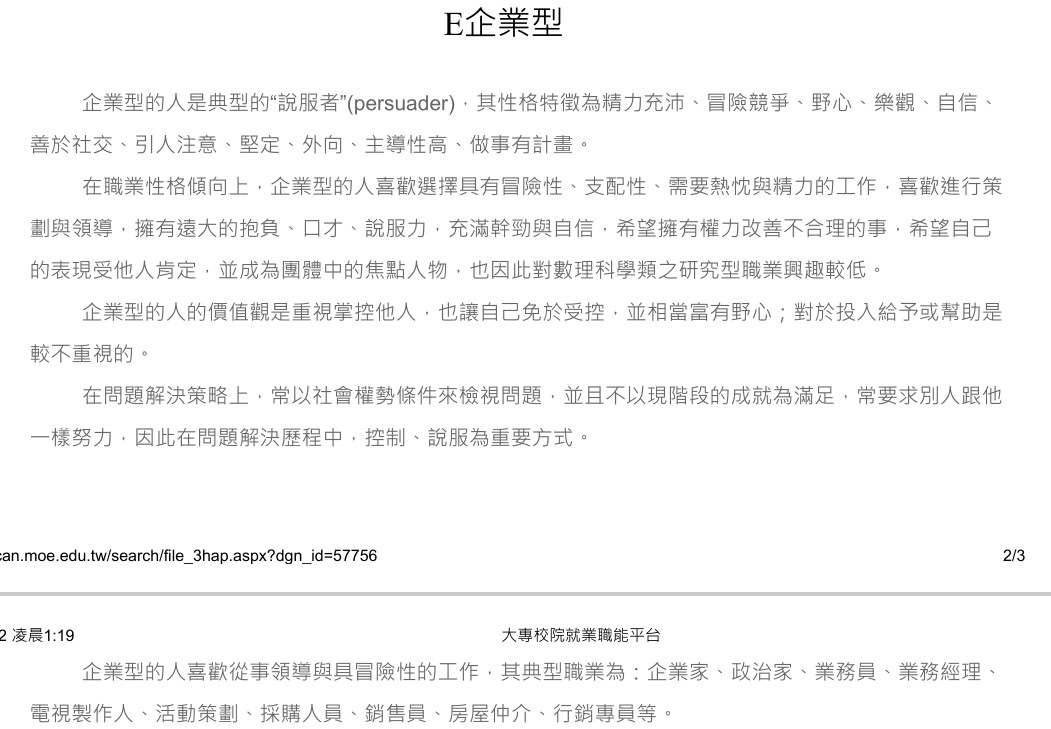 E企業型
企業型的人是典型的“說服者”(persuader)，其性格特徵為精力充沛、冒險競爭、野心、樂觀、自信、
善於社交、引人注意、堅定、外向、主導性高、做事有計畫。
在職業性格傾向上，企業型的人喜歡選擇具有冒險性、支配性、需要熱忱與精力的工作，喜歡進行策
劃與領導，擁有遠大的抱負、口才、說服力，充滿幹勁與自信，希望擁有權力改善不合理的事，希望自己
的表現受他人肯定，並成為團體中的焦點人物，也因此對數理科學類之研究型職業興趣較低。
企業型的人的價值觀是重視掌控他人，也讓自己免於受控，並相當富有野心；對於投入給予或幫助是
較不重視的。
在問題解決策略上，常以社會權勢條件來檢視問題，並且不以現階段的成就為滿足，常要求別人跟他
一樣努力，因此在問題解決歷程中，控制、說服為重要方式。
can.moe.edu.tw/search/file_3hap.aspx?dgn_id=57756
2/3
2 凌晨1:19
大專校院就業職能平台
企業型的人喜歡從事領導與具冒險性的工作，其典型職業為：企業家、政治家、業務員、業務經理、
電視製作人、活動策劃、採購人員、銷售員、房屋仲介、行銷專員等。